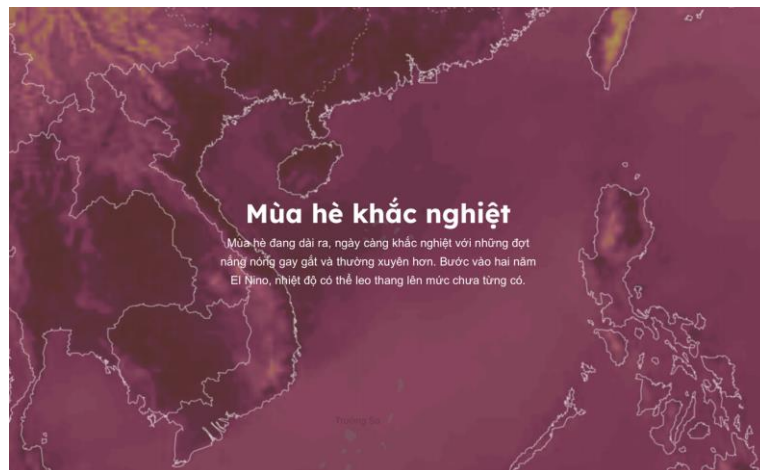 Mùa hè khắc nghiệt
Mùa hè đang dài ra, ngày càng khắc nghiệt với những đợt
nắng nóng gay gắt và thường xuyên hơn. Bước vào hai năm
El Nino, nhiệt độ có thể leo thang lên mức chưa từng có.
Trường Sa